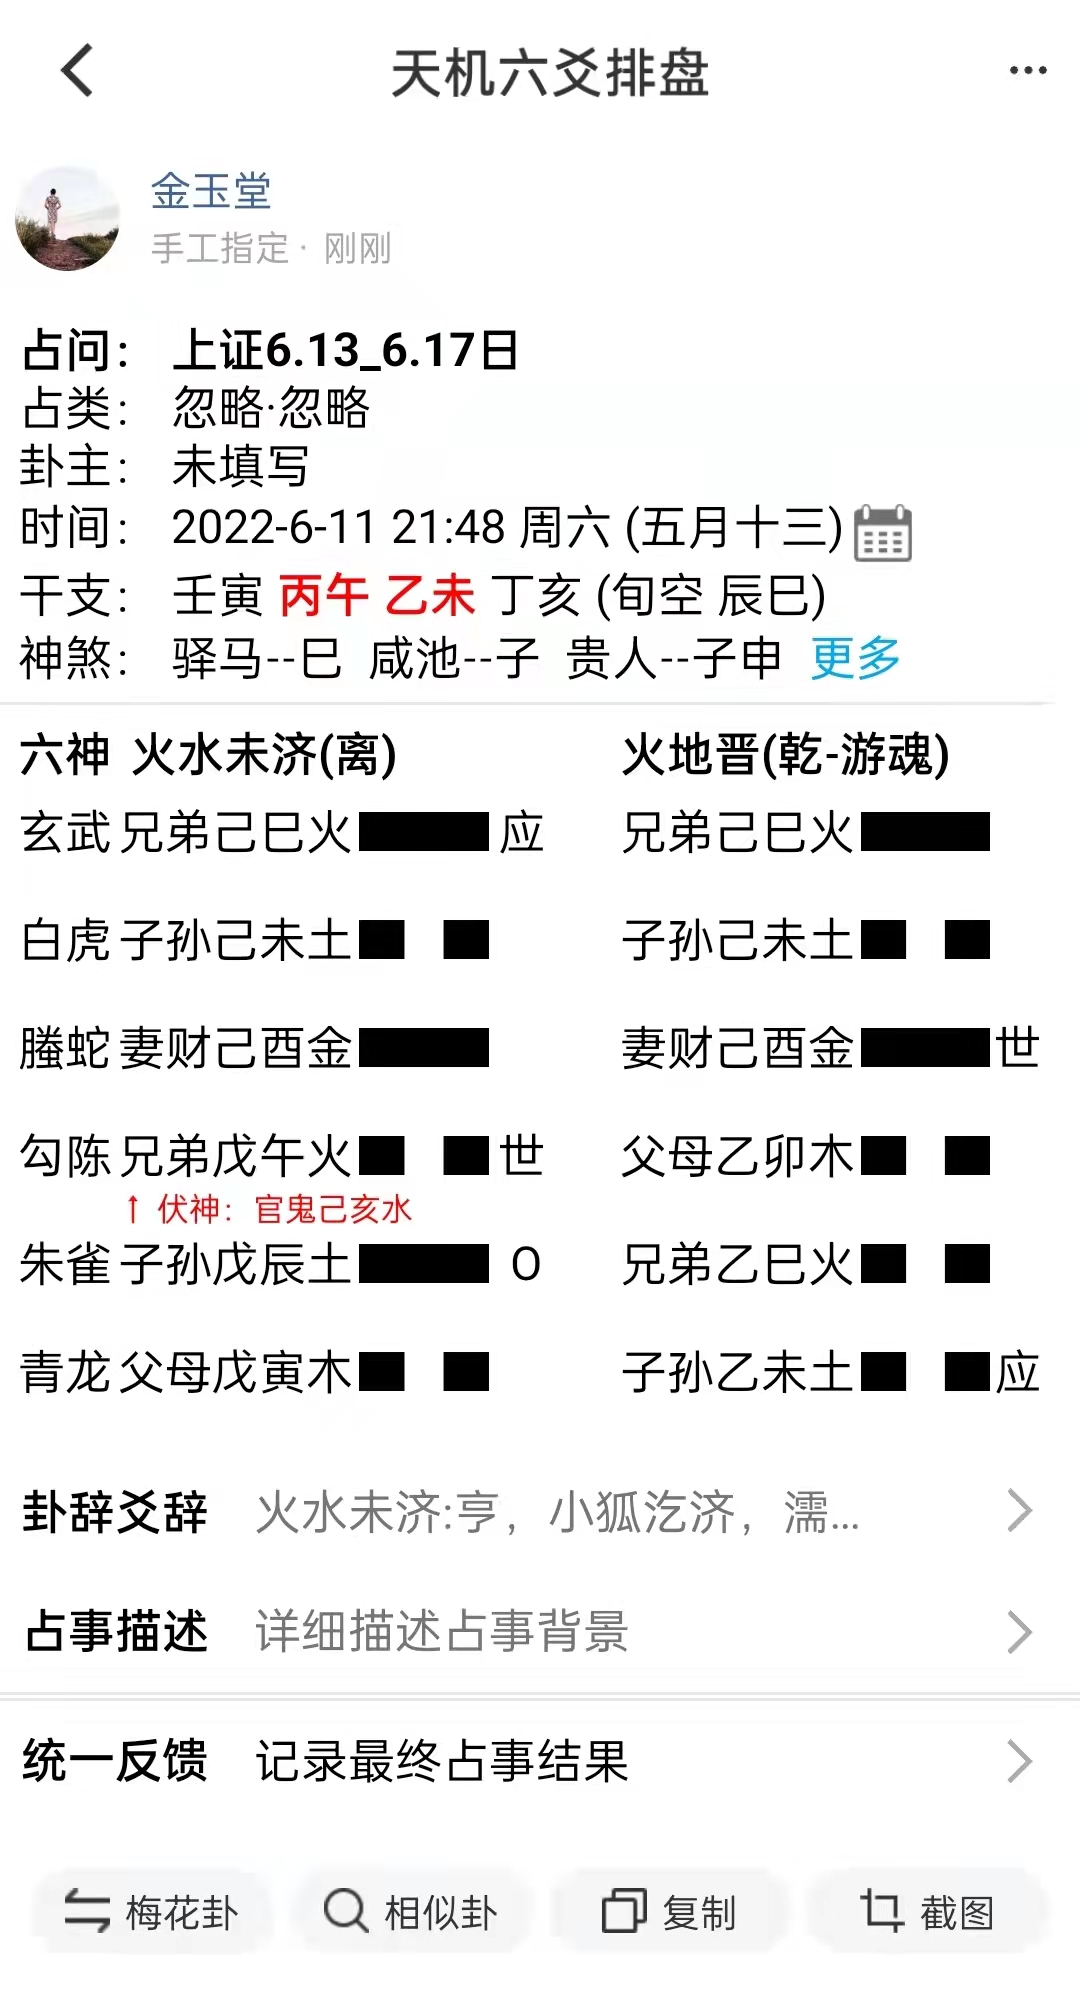 天机六爻排盘
金玉堂
手工指定 · 刚刚
占问： 上证6.13_6.17日
占类： 忽略·忽略
卦主： 未填写
时间： 2022-6-11 21:48 周六 (五月十三)
干支： 壬寅 丙午 乙未 丁亥 (旬空 辰巳)
神煞： 驿马--巳 咸池--子 贵人--子申 更多
六神 火水未济(离) 火地晋(乾-游魂)
玄武 兄弟己巳火 应 兄弟己巳火
白虎 子孙己未土 子孙己未土
螣蛇 妻财己酉金 妻财己酉金 世
勾陈 兄弟戊午火 世 父母乙卯木
↑ 伏神：官鬼己亥水
朱雀 子孙戊辰土 O 兄弟乙巳火
青龙 父母戊寅木 子孙乙未土 应
卦辞爻辞 火水未济:亨，小狐汔济，濡...
占事描述 详细描述占事背景
统一反馈 记录最终占事结果
梅花卦 相似卦 复制 截图